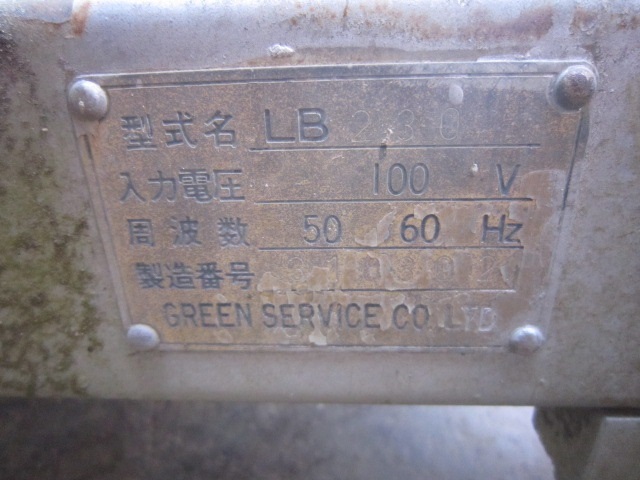 型式名 LB 230
入力電圧 100 V
周波数 50 60 Hz
製造番号
GREEN SERVICE CO. LTD